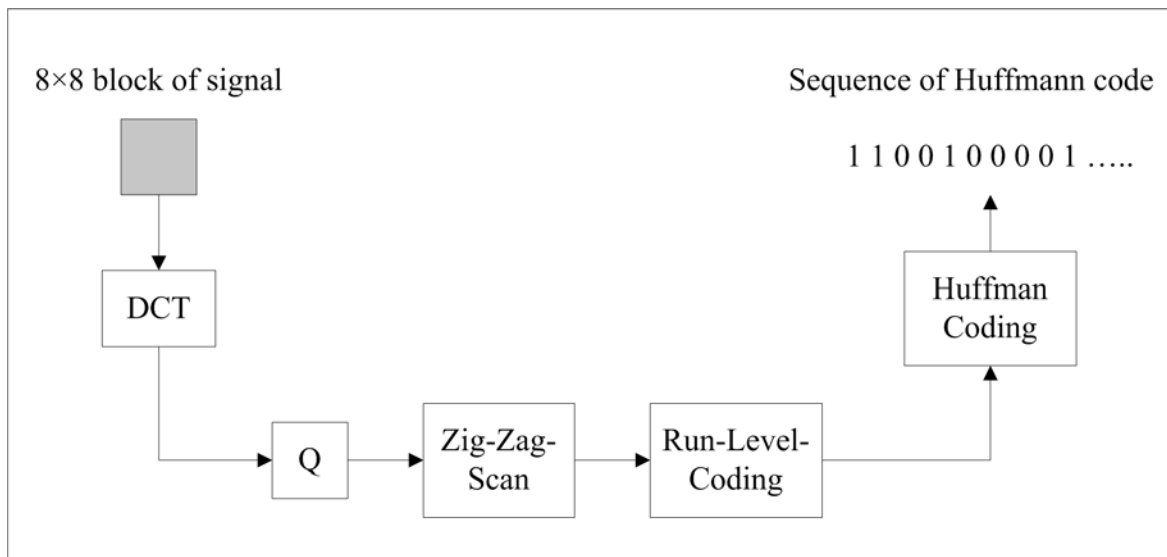 8×8 block of signal
Sequence of Huffmann code
1 1 0 0 1 0 0 0 0 1 …..
DCT
Q
Zig-Zag-
Scan
Run-Level-
Coding
Huffman
Coding